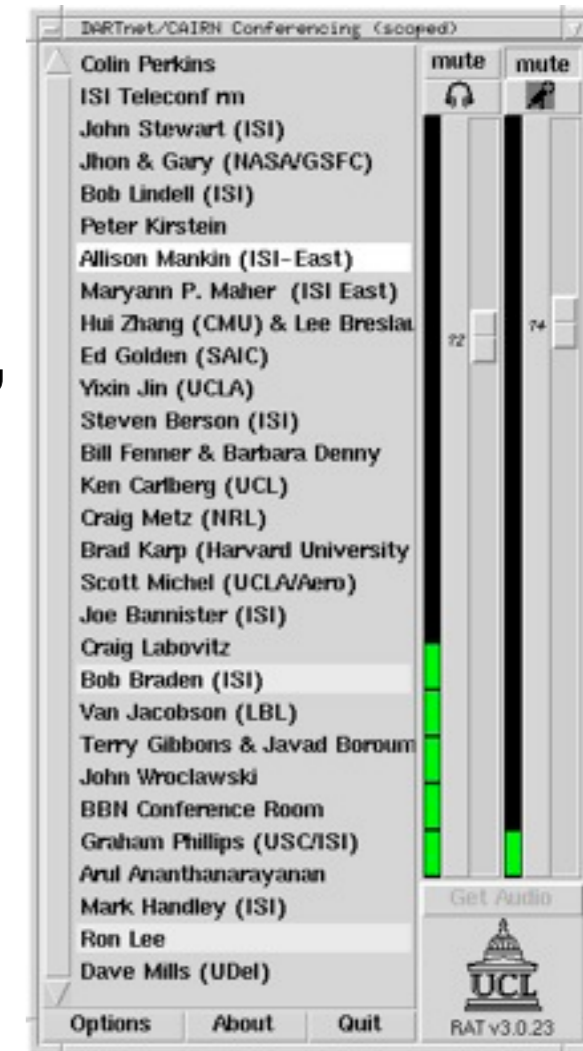 DARTnet/CAIRN Conferencing (scoped)
Colin Perkins
ISI Teleconf rm
John Stewart (ISI)
Jhon & Gary (NASA/GSFC)
Bob Lindell (ISI)
Peter Kirstein
Allison Mankin (ISI-East)
Maryann P. Maher (ISI East)
Hui Zhang (CMU) & Lee Breslau
Ed Golden (SAIC)
Yixin Jin (UCLA)
Steven Berson (ISI)
Bill Fenner & Barbara Denny
Ken Carlberg (UCL)
Craig Metz (NRL)
Brad Karp (Harvard University
Scott Michel (UCLA/Aero)
Joe Bannister (ISI)
Craig Labovitz
Bob Braden (ISI)
Van Jacobson (LBL)
Terry Gibbons & Javad Boroum
John Wroclawski
BBN Conference Room
Graham Phillips (USC/ISI)
Arul Ananthanarayanan
Mark Handley (ISI)
Ron Lee
Dave Mills (UDel)
Options About Quit
mute mute
72 74
Get Audio
UCL
RAT v3.0.23